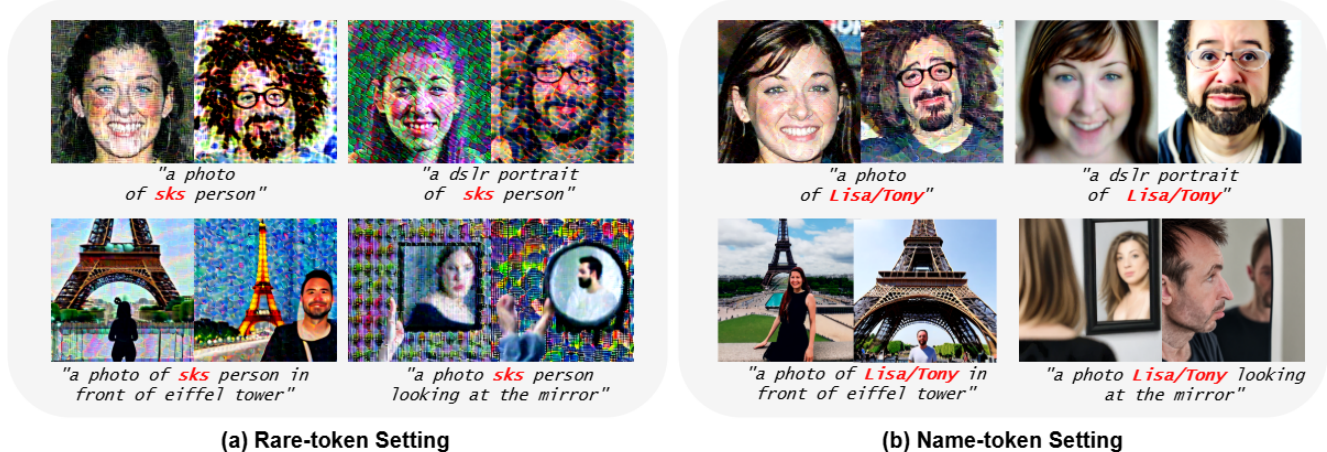 "a photo
of sks person"
"a dslr portrait
of sks person"
"a photo of sks person in
front of eiffel tower"
"a photo sks person
looking at the mirror"
(a) Rare-token Setting
"a photo
of Lisa/Tony"
"a dslr portrait
of Lisa/Tony"
"a photo of Lisa/Tony in
front of eiffel tower"
"a photo Lisa/Tony looking
at the mirror"
(b) Name-token Setting